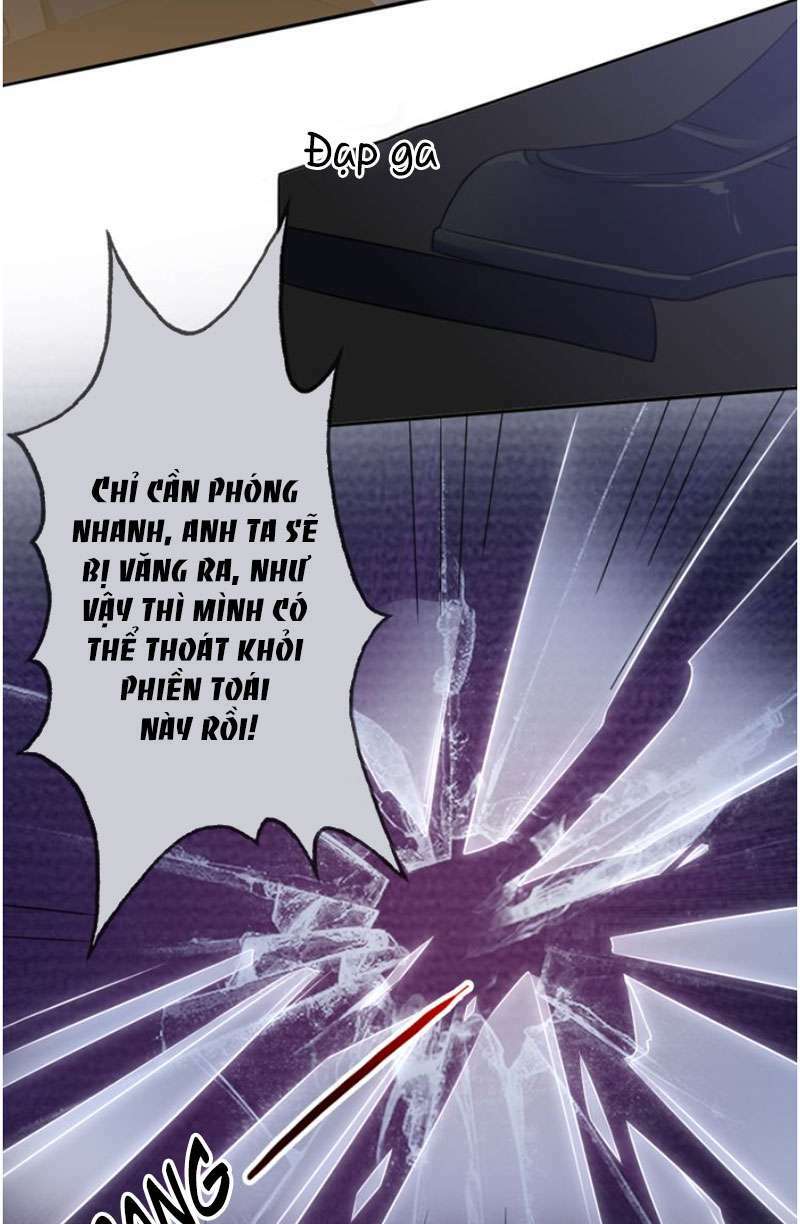 Đạp ga
CHỈ CẦN PHÓNG
NHANH, ANH TA SẼ
BỊ VĂNG RA, NHƯ
VẬY THÌ MÌNH CÓ
THỂ THOÁT KHỎI
PHIỀN TOÁI
NÀY RỒI!